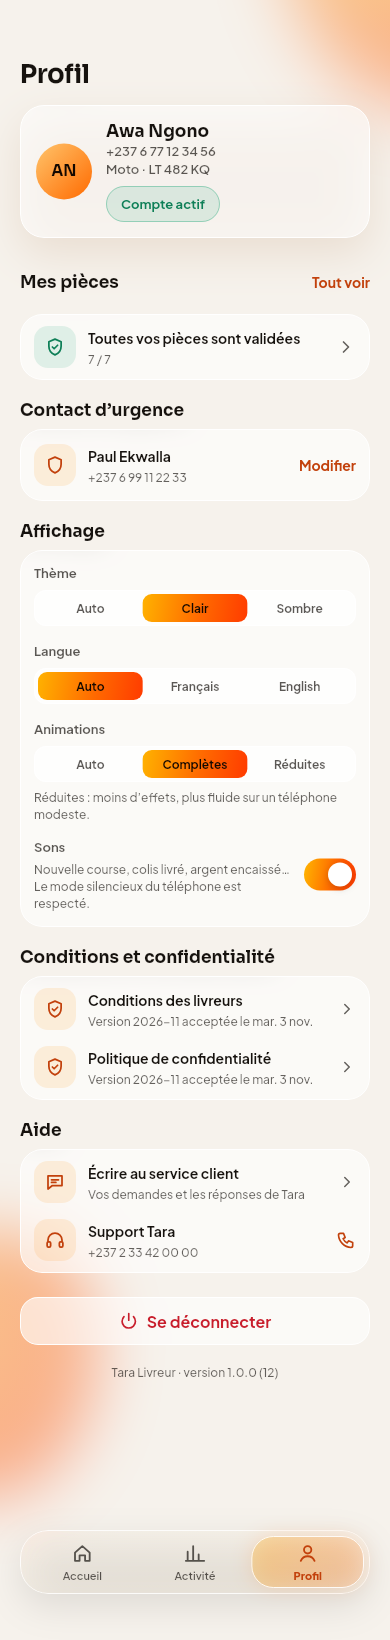 Profil
AN
Awa Ngono
+237 6 77 12 34 56
Moto · LT 482 KQ
Compte actif
Mes pièces
Tout voir
Toutes vos pièces sont validées
7 / 7
Contact d’urgence
Paul Ekwalla
+237 6 99 11 22 33
Modifier
Affichage
Thème
Auto Clair Sombre
Langue
Auto Français English
Animations
Auto Complètes Réduites
Réduites : moins d’effets, plus fluide sur un téléphone
modeste.
Sons
Nouvelle course, colis livré, argent encaissé…
Le mode silencieux du téléphone est
respecté.
Conditions et confidentialité
Conditions des livreurs
Version 2026-11 acceptée le mar. 3 nov.
Politique de confidentialité
Version 2026-11 acceptée le mar. 3 nov.
Aide
Écrire au service client
Vos demandes et les réponses de Tara
Support Tara
+237 2 33 42 00 00
Se déconnecter
Tara Livreur · version 1.0.0 (12)
Accueil Activité Profil